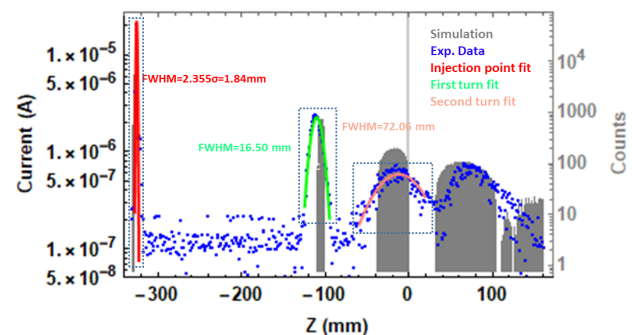 Simulation
Exp. Data
Injection point fit
First turn fit
Second turn fit
FWHM=2.355σ=1.84mm
FWHM=16.50 mm
FWHM=72.06 mm
Current (A)
1.×10⁻⁵
5.×10⁻⁶
1.×10⁻⁶
5.×10⁻⁷
1.×10⁻⁷
5.×10⁻⁸
Counts
10⁴
1000
100
10
1
−300 −200 −100 0 100
Z (mm)